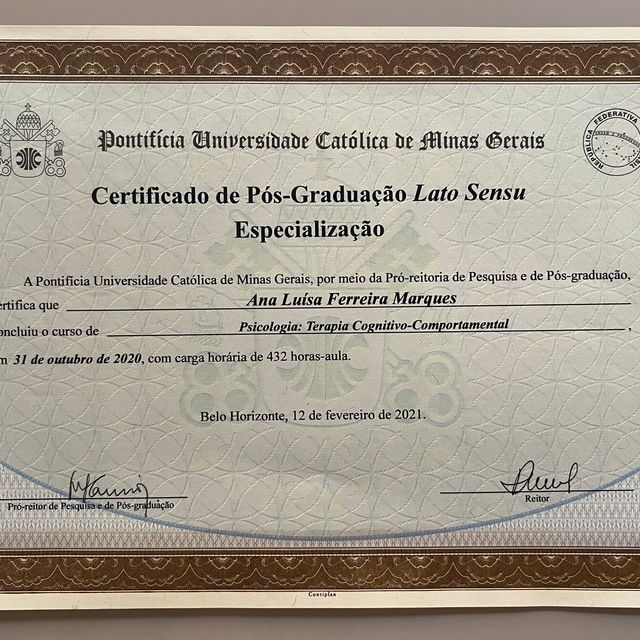 Pontifícia Universidade Católica de Minas Gerais
REPÚBLICA FEDERATIVA
Certificado de Pós-Graduação Lato Sensu
Especialização
A Pontifícia Universidade Católica de Minas Gerais, por meio da Pró-reitoria de Pesquisa e de Pós-graduação,
ertifica que Ana Luísa Ferreira Marques
oncluiu o curso de Psicologia: Terapia Cognitivo-Comportamental ,
m 31 de outubro de 2020, com carga horária de 432 horas-aula.
Belo Horizonte, 12 de fevereiro de 2021.
Pró-reitor de Pesquisa e de Pós-graduação
Reitor
Contiplan